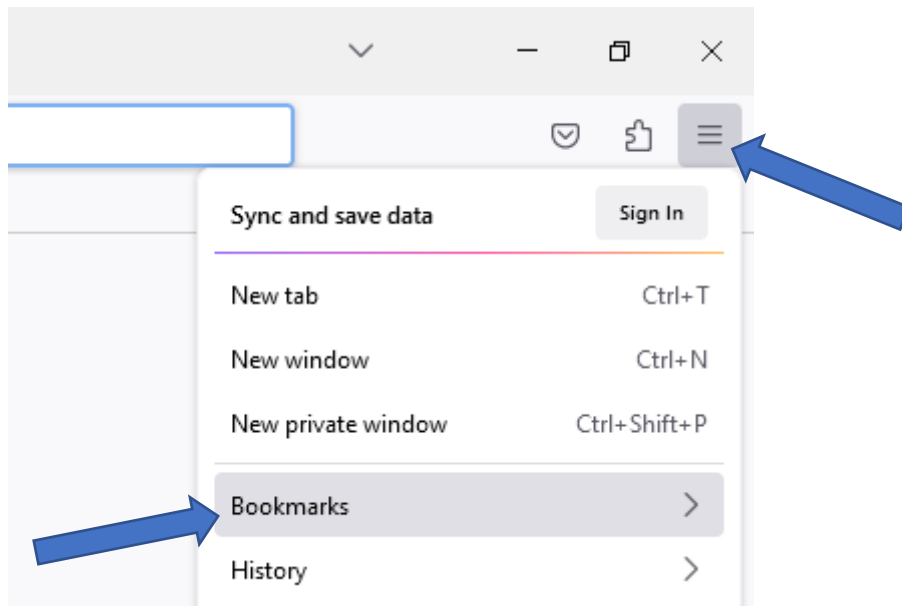 Sync and save data Sign In
New tab Ctrl+T
New window Ctrl+N
New private window Ctrl+Shift+P
Bookmarks
History